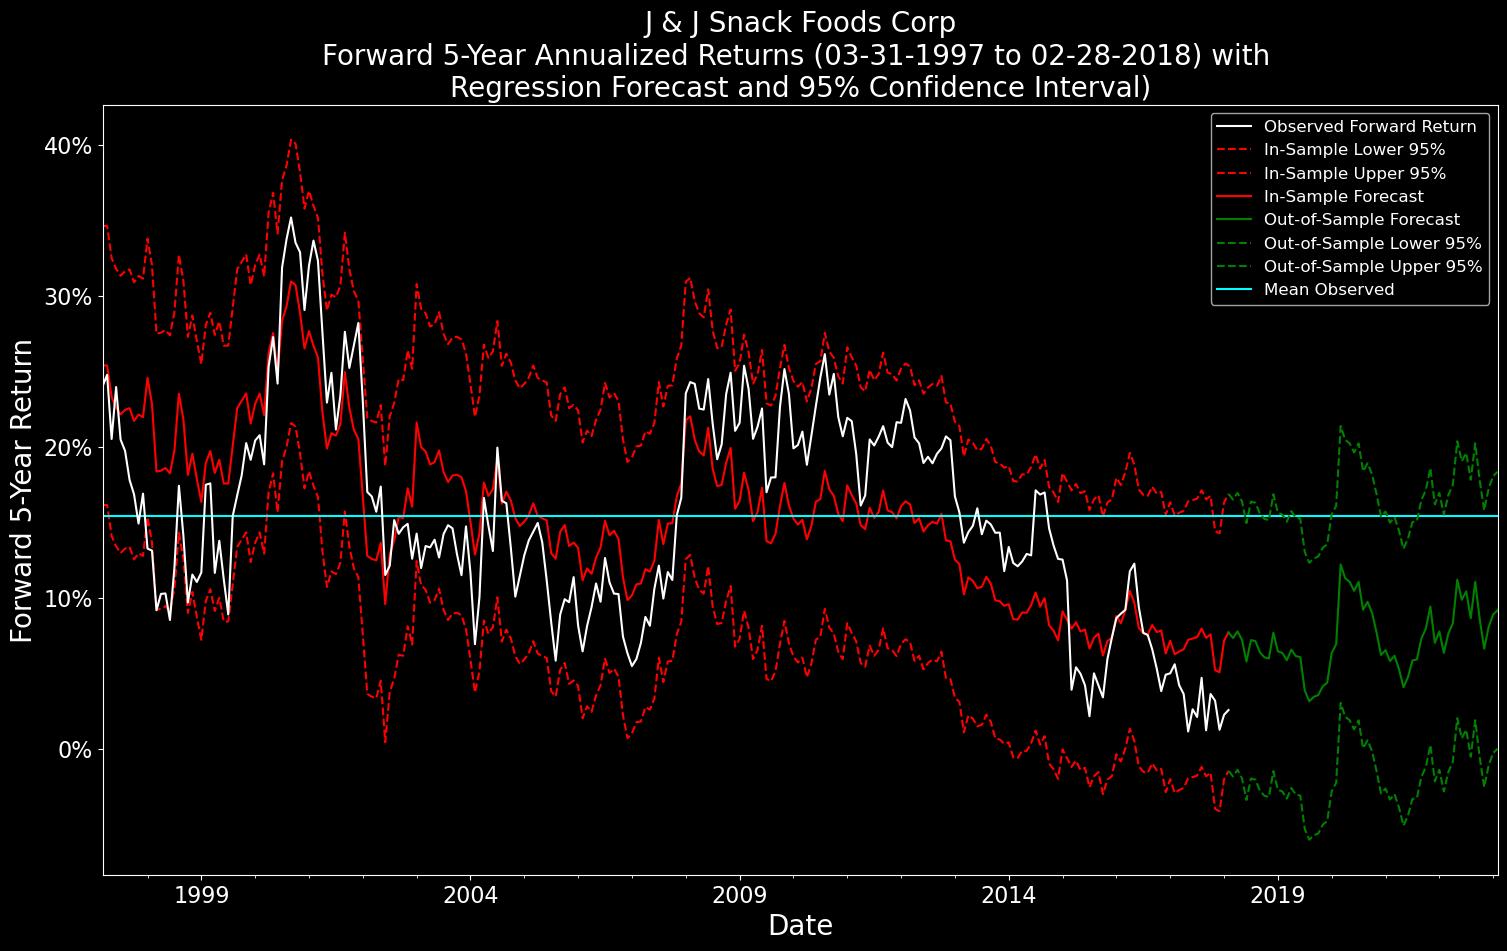 J & J Snack Foods Corp
Forward 5-Year Annualized Returns (03-31-1997 to 02-28-2018) with
Regression Forecast and 95% Confidence Interval)
Observed Forward Return
In-Sample Lower 95%
In-Sample Upper 95%
In-Sample Forecast
Out-of-Sample Forecast
Out-of-Sample Lower 95%
Out-of-Sample Upper 95%
Mean Observed
Forward 5-Year Return
40%
30%
20%
10%
0%
1999
2004
2009
2014
2019
Date